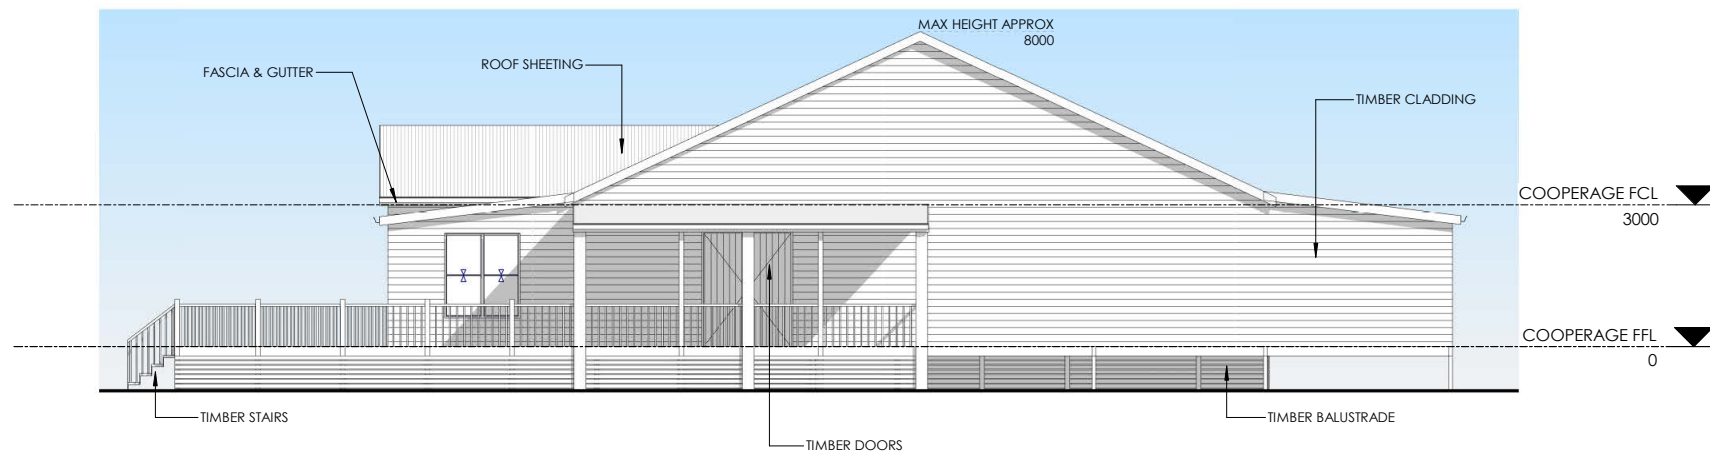 MAX HEIGHT APPROX
8000
ROOF SHEETING
FASCIA & GUTTER
TIMBER CLADDING
COOPERAGE FCL
3000
COOPERAGE FFL
0
TIMBER STAIRS
TIMBER BALUSTRADE
TIMBER DOORS